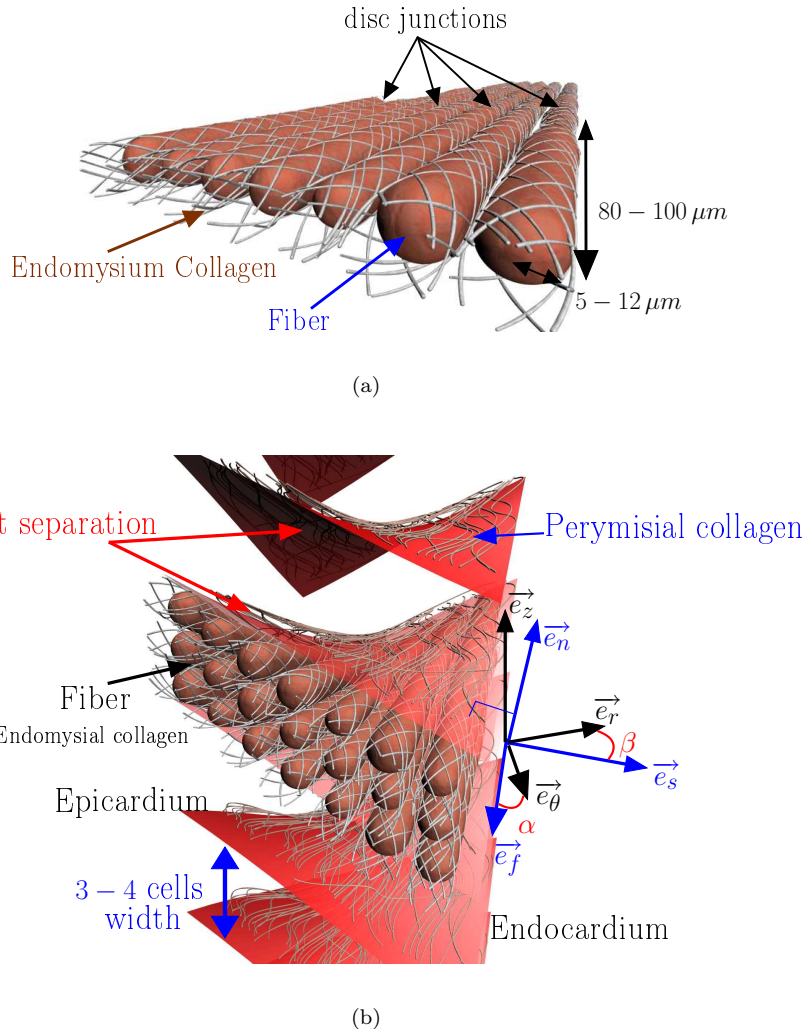 disc junctions
80 − 100 μm
Endomysium Collagen
5 − 12 μm
Fiber
(a)
t separation
Perymisial collagen
e_z
e_n
Fiber
e_r
Endomysial collagen
β
e_s
Epicardium
e_θ
α
e_f
3 − 4 cells
width
Endocardium
(b)